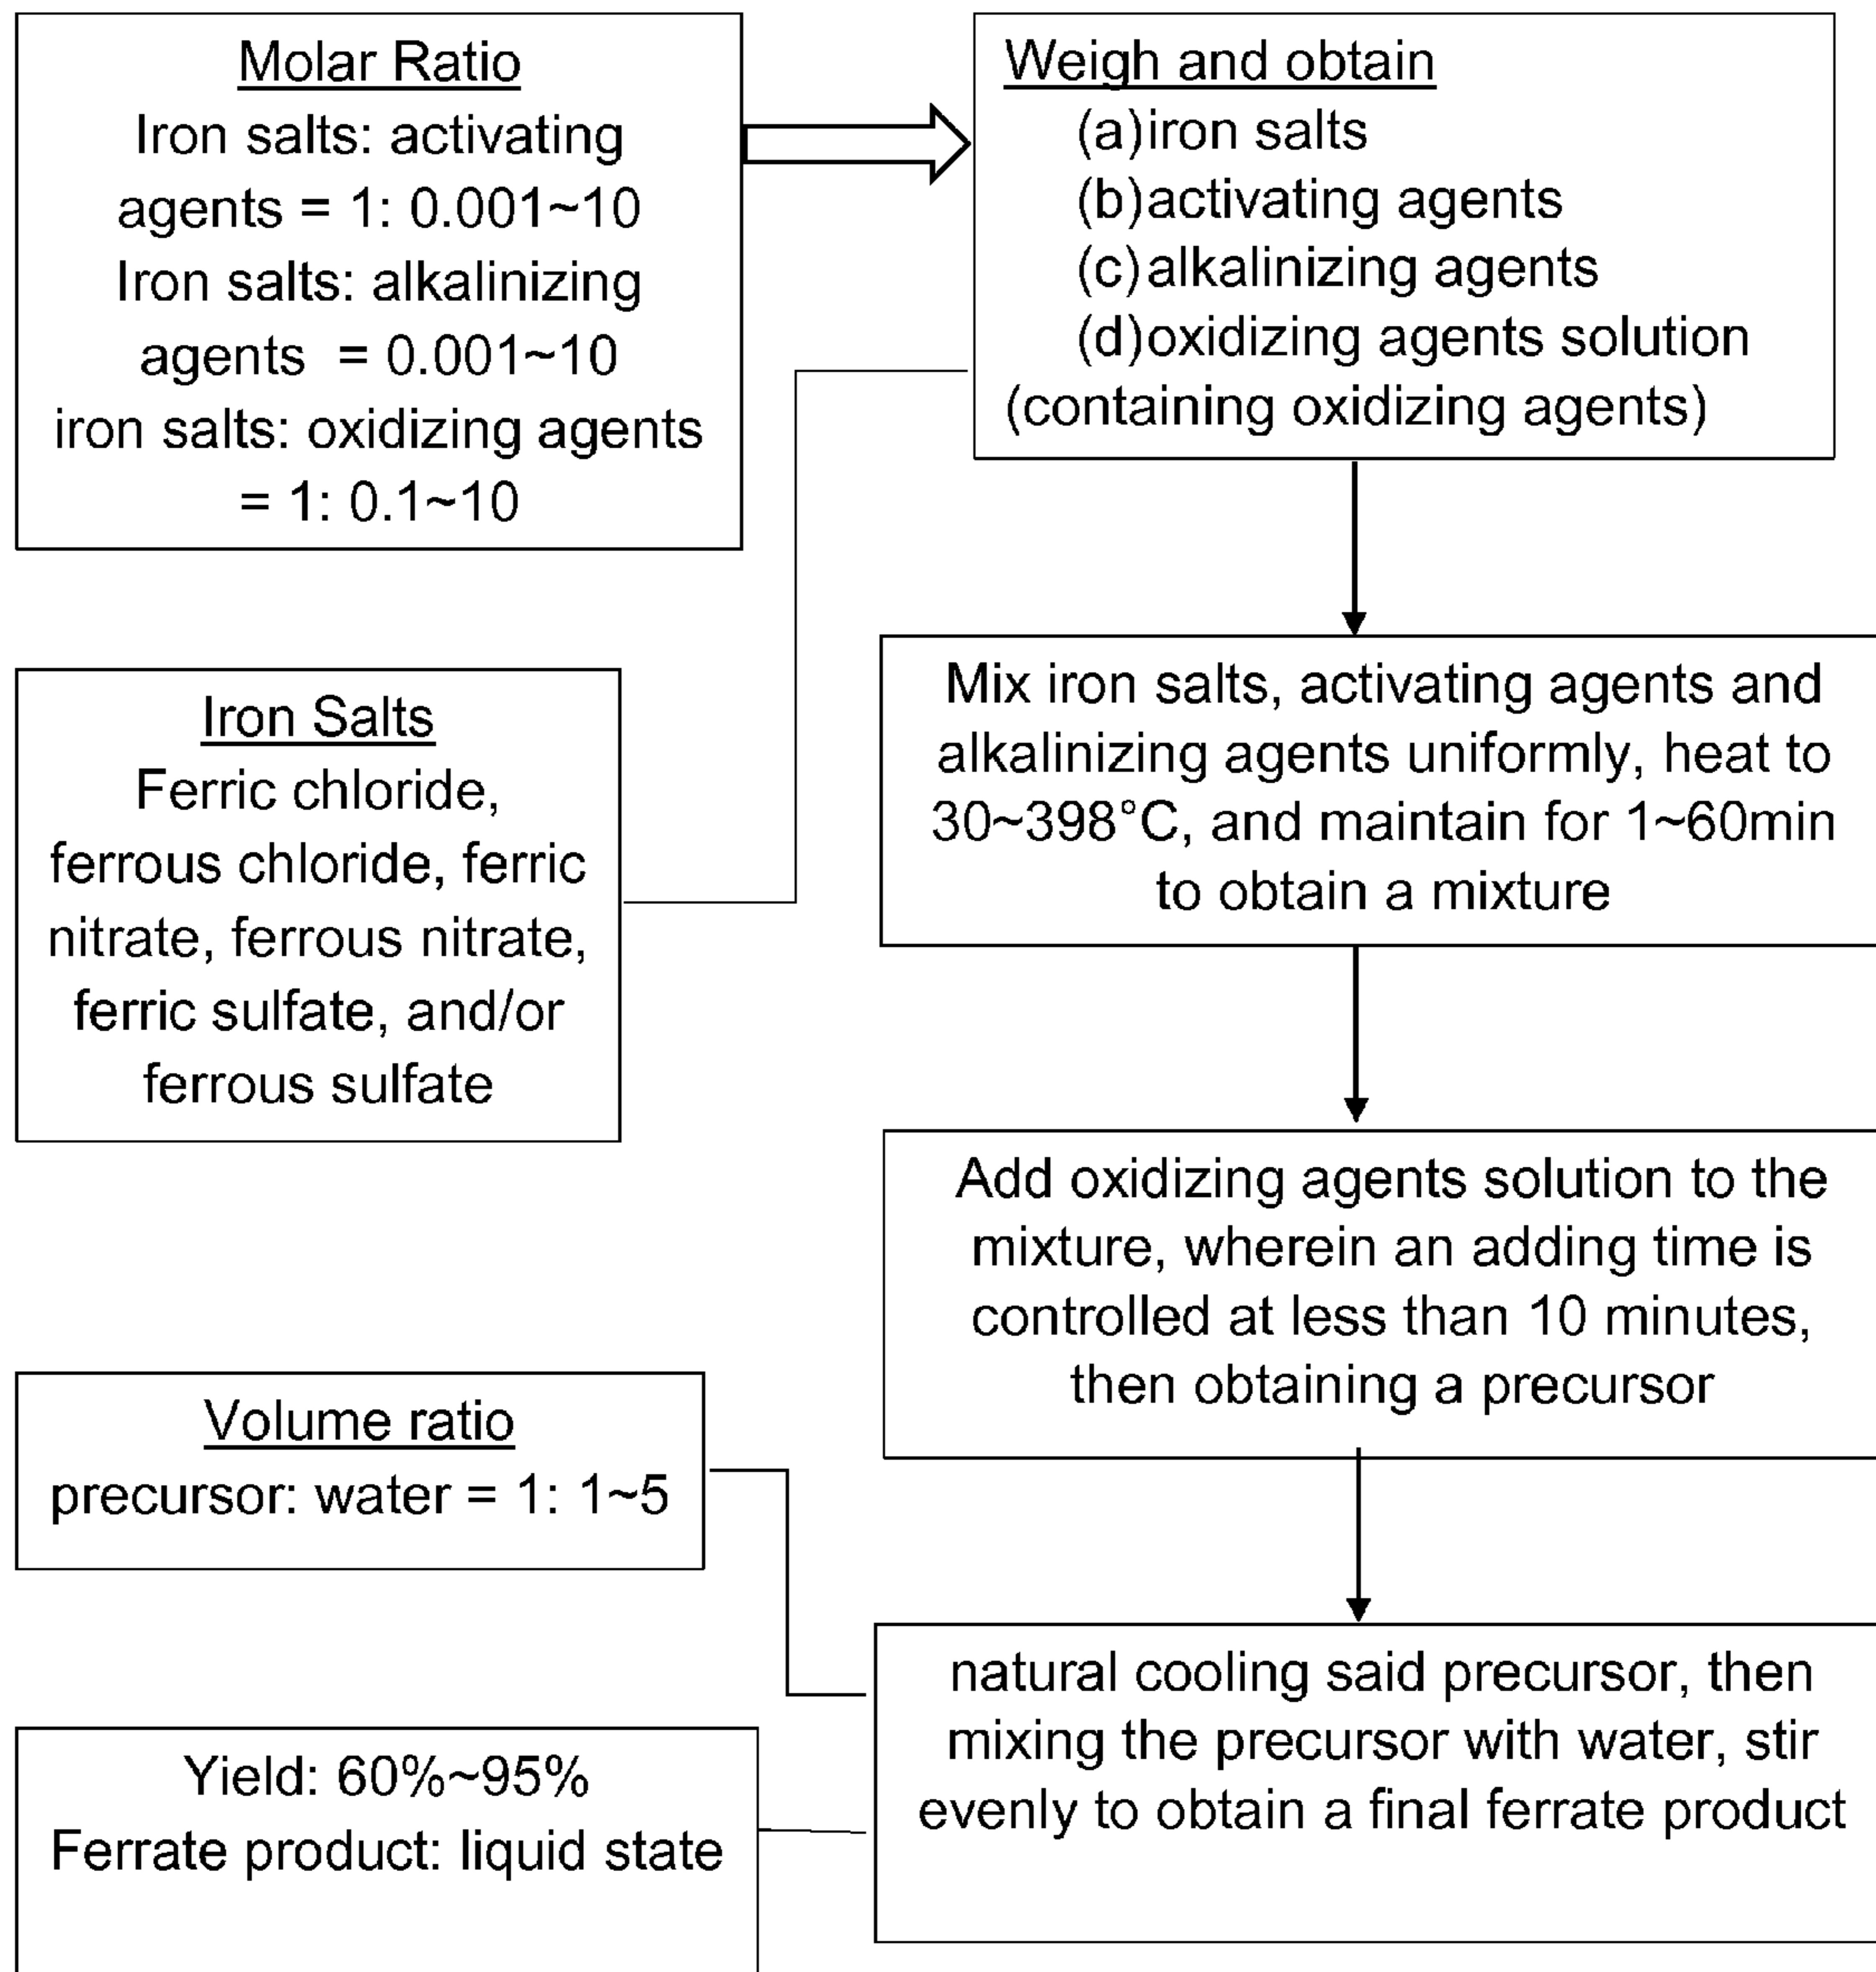 Molar Ratio
Iron salts: activating
agents = 1: 0.001~10
Iron salts: alkalinizing
agents = 0.001~10
iron salts: oxidizing agents
= 1: 0.1~10
Weigh and obtain
(a)iron salts
(b)activating agents
(c)alkalinizing agents
(d)oxidizing agents solution
(containing oxidizing agents)
Iron Salts
Ferric chloride,
ferrous chloride, ferric
nitrate, ferrous nitrate,
ferric sulfate, and/or
ferrous sulfate
Mix iron salts, activating agents and
alkalinizing agents uniformly, heat to
30~398°C, and maintain for 1~60min
to obtain a mixture
Add oxidizing agents solution to the
mixture, wherein an adding time is
controlled at less than 10 minutes,
then obtaining a precursor
Volume ratio
precursor: water = 1: 1~5
natural cooling said precursor, then
mixing the precursor with water, stir
evenly to obtain a final ferrate product
Yield: 60%~95%
Ferrate product: liquid state